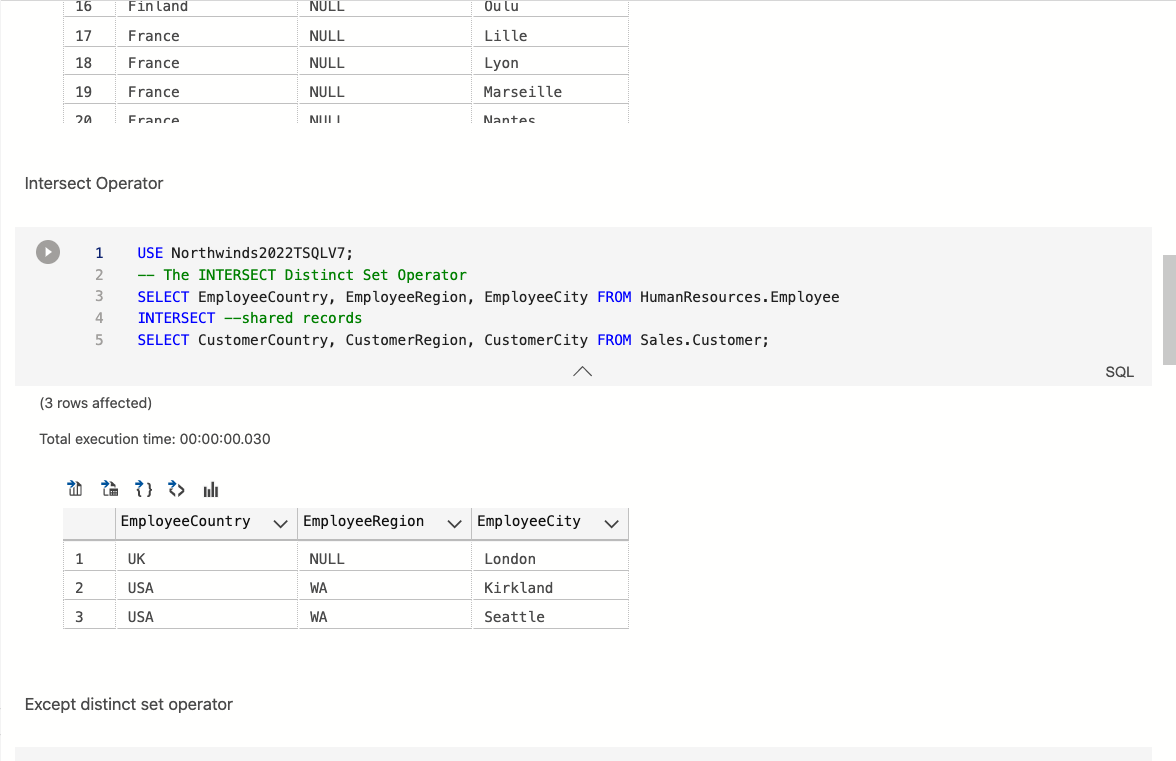 16 Finland NULL Oulu
17 France NULL Lille
18 France NULL Lyon
19 France NULL Marseille
20 France NULL Nantes
Intersect Operator
1 USE Northwinds2022TSQLV7;
2 -- The INTERSECT Distinct Set Operator
3 SELECT EmployeeCountry, EmployeeRegion, EmployeeCity FROM HumanResources.Employee
4 INTERSECT --shared records
5 SELECT CustomerCountry, CustomerRegion, CustomerCity FROM Sales.Customer;
SQL
(3 rows affected)
Total execution time: 00:00:00.030
EmployeeCountry EmployeeRegion EmployeeCity
1 UK NULL London
2 USA WA Kirkland
3 USA WA Seattle
Except distinct set operator